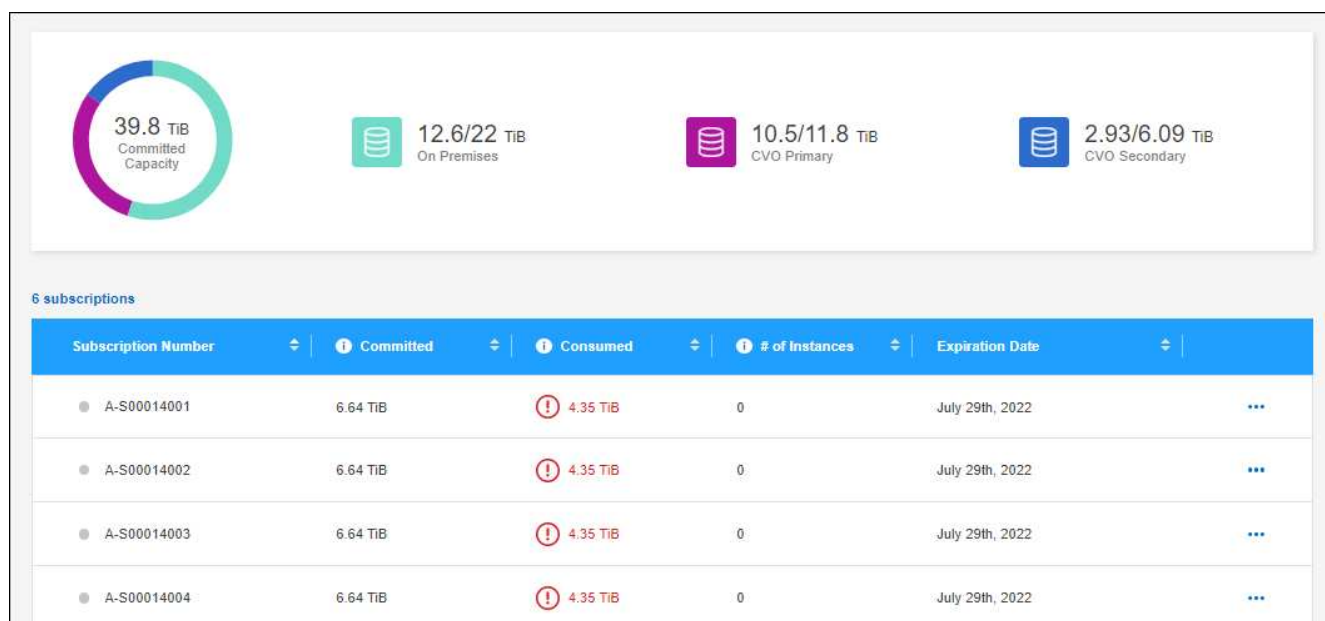 39.8 TiB
Committed
Capacity
12.6/22 TiB
On Premises
10.5/11.8 TiB
CVO Primary
2.93/6.09 TiB
CVO Secondary
6 subscriptions
Subscription Number Committed Consumed # of Instances Expiration Date
A-S00014001 6.64 TiB 4.35 TiB 0 July 29th, 2022
A-S00014002 6.64 TiB 4.35 TiB 0 July 29th, 2022
A-S00014003 6.64 TiB 4.35 TiB 0 July 29th, 2022
A-S00014004 6.64 TiB 4.35 TiB 0 July 29th, 2022